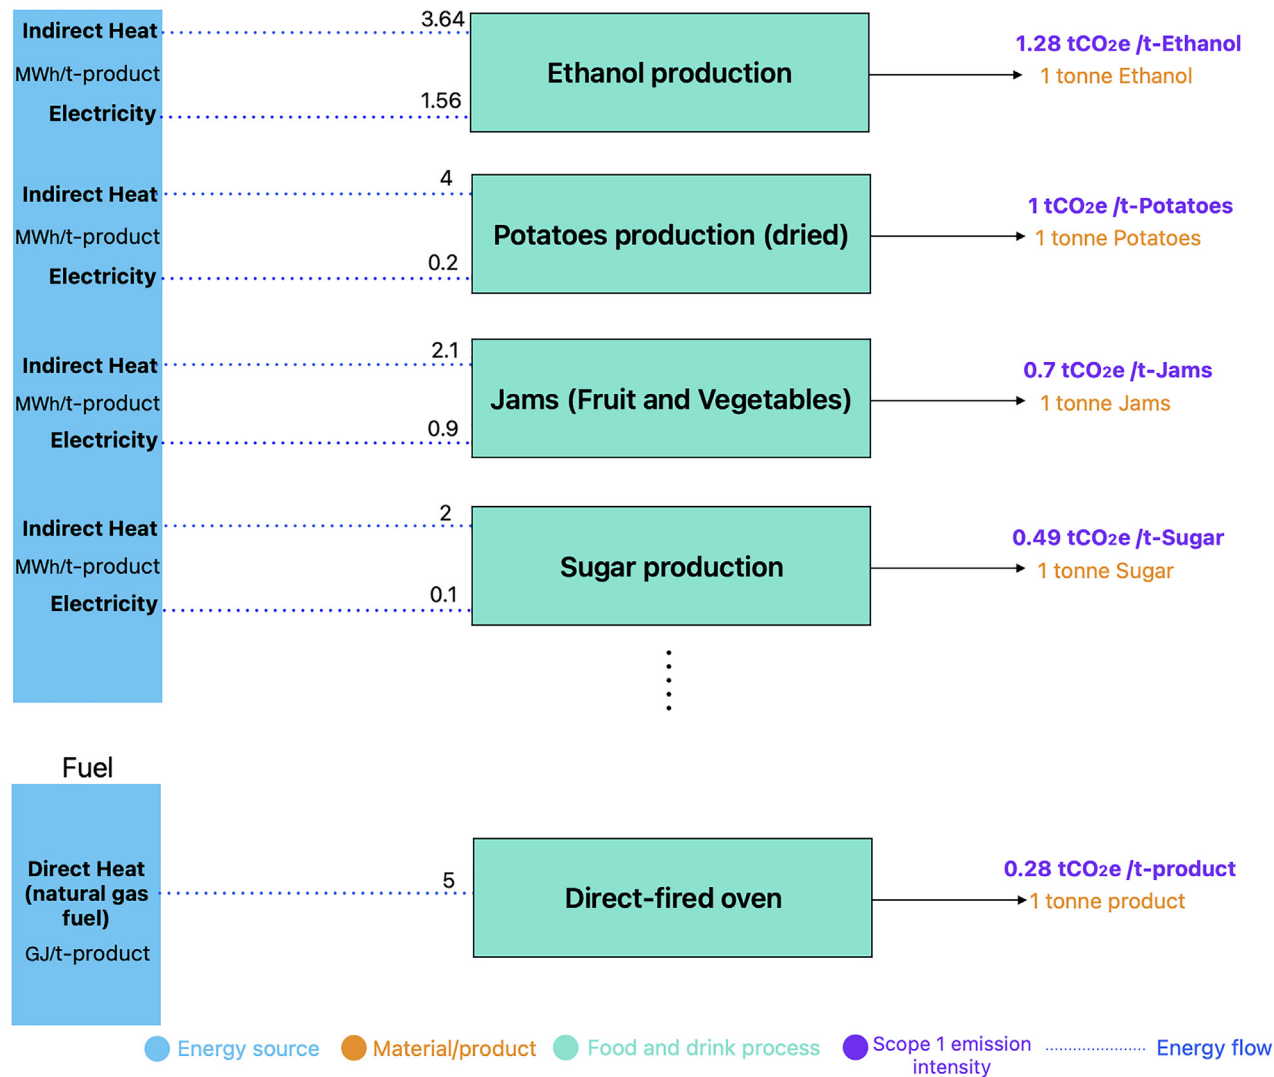 Indirect Heat
3.64
MWh/t-product
Electricity
1.56
Ethanol production
1.28 tCO2e /t-Ethanol
1 tonne Ethanol
Indirect Heat
4
MWh/t-product
Electricity
0.2
Potatoes production (dried)
1 tCO2e /t-Potatoes
1 tonne Potatoes
Indirect Heat
2.1
MWh/t-product
Electricity
0.9
Jams (Fruit and Vegetables)
0.7 tCO2e /t-Jams
1 tonne Jams
Indirect Heat
2
MWh/t-product
Electricity
0.1
Sugar production
0.49 tCO2e /t-Sugar
1 tonne Sugar
Fuel
Direct Heat
(natural gas
fuel)
GJ/t-product
5
Direct-fired oven
0.28 tCO2e /t-product
1 tonne product
Energy source
Material/product
Food and drink process
Scope 1 emission
intensity
Energy flow